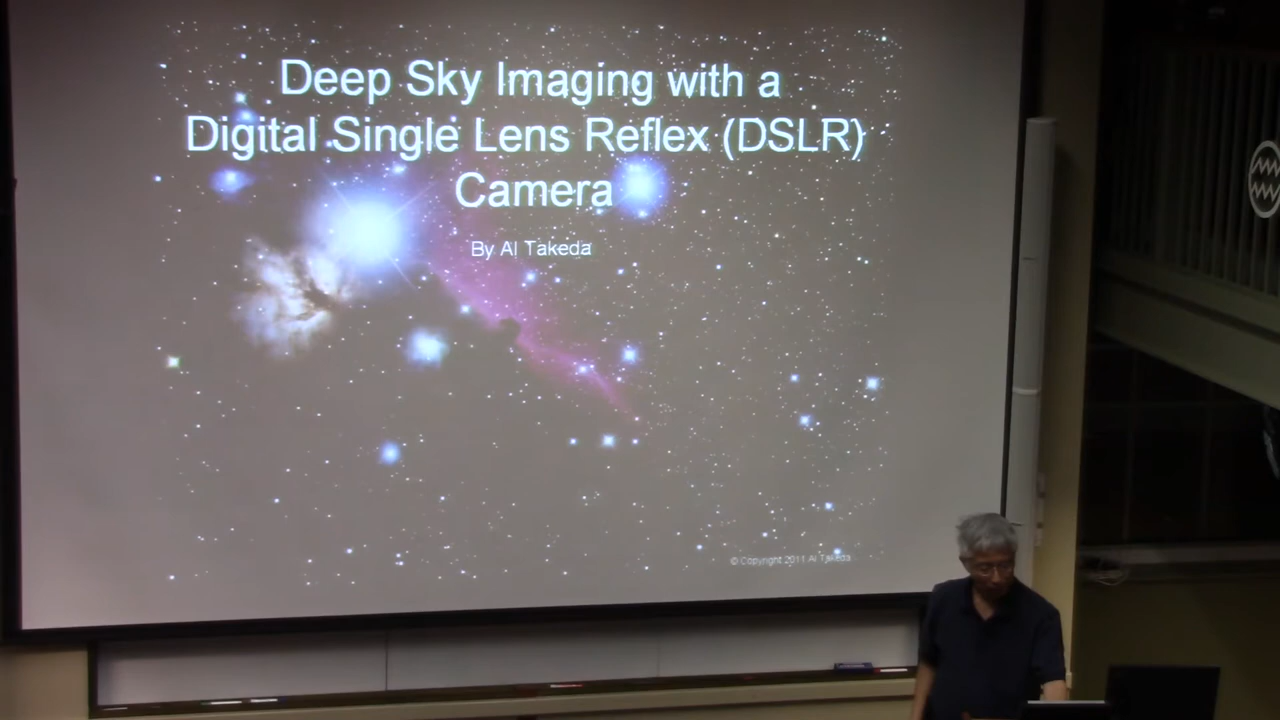 Deep Sky Imaging with a
Digital Single Lens Reflex (DSLR)
Camera
By Al Takeda
© Copyright 2011 Al Takeda